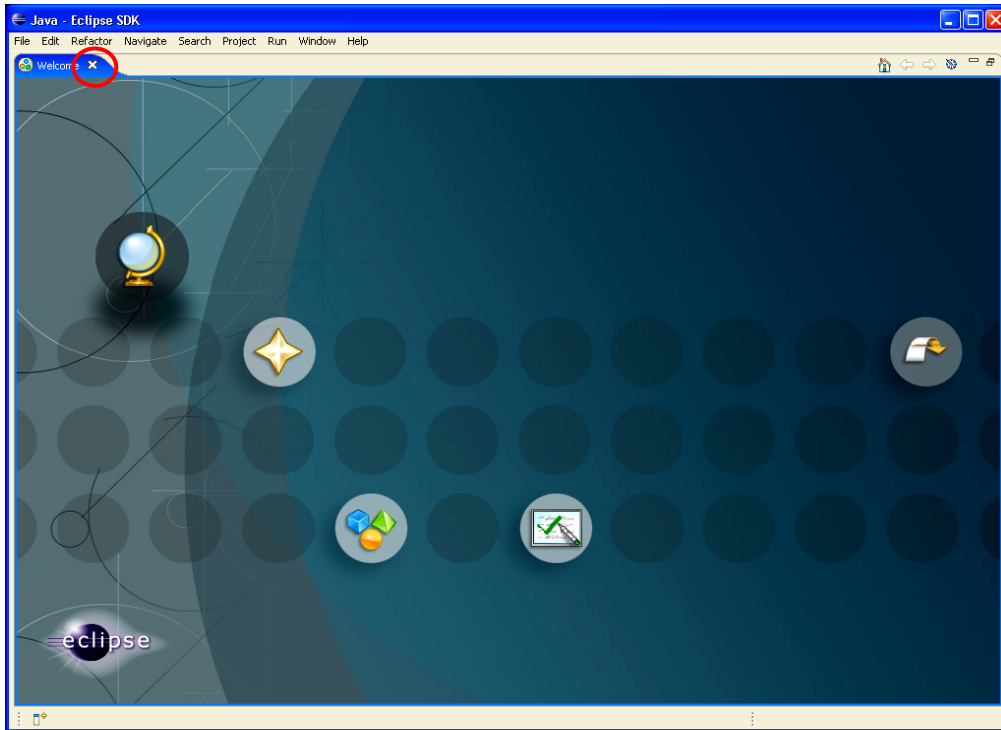 Java - Eclipse SDK
File Edit Refactor Navigate Search Project Run Window Help
Welcome
eclipse